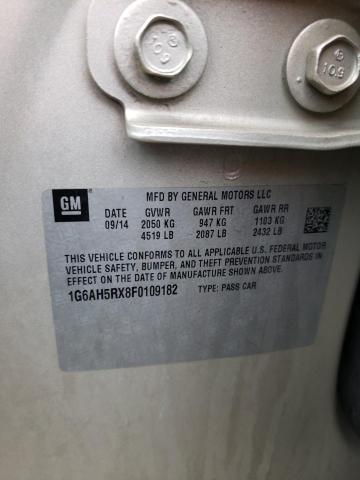 10.9
10.9
GM
MFD BY GENERAL MOTORS LLC
DATE GVWR GAWR FRT GAWR RR
09/14 2050 KG 947 KG 1103 KG
4519 LB 2087 LB 2432 LB
THIS VEHICLE CONFORMS TO ALL APPLICABLE U.S. FEDERAL MOTOR
VEHICLE SAFETY, BUMPER, AND THEFT PREVENTION STANDARDS IN
EFFECT ON THE DATE OF MANUFACTURE SHOWN ABOVE.
1G6AH5RX8F0109182 TYPE: PASS CAR